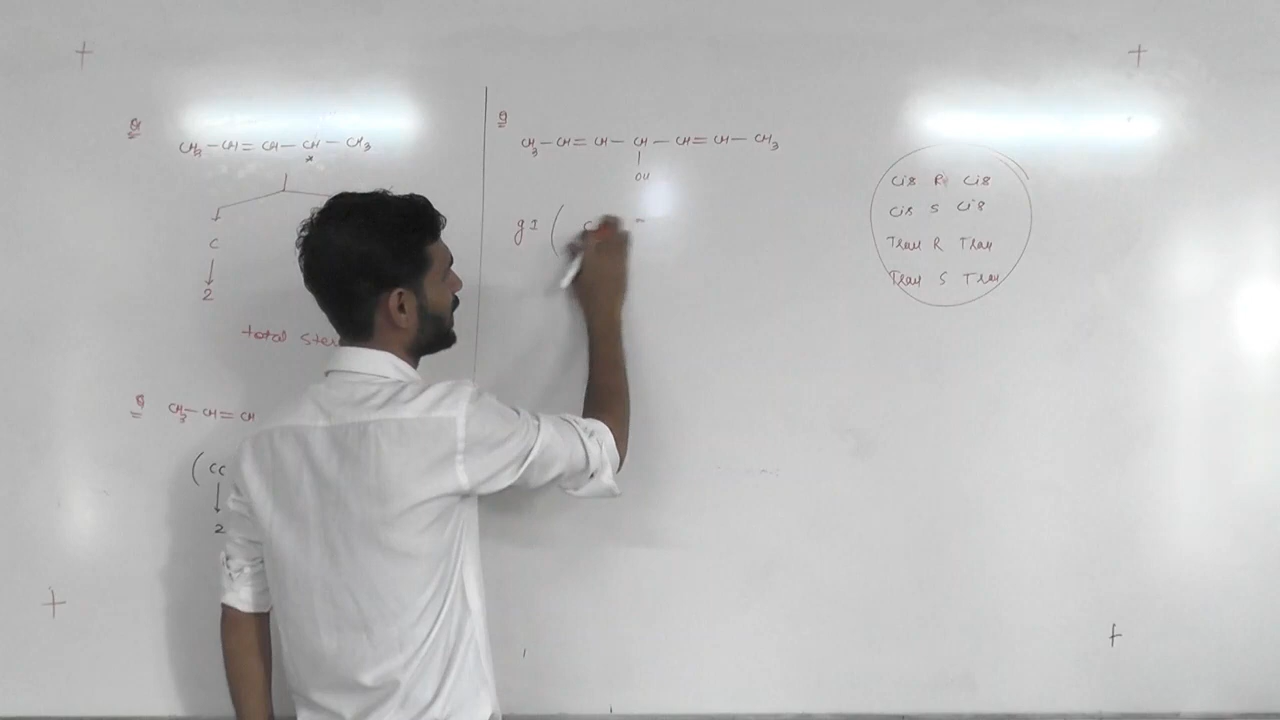 Q
CH3 – CH = CH – CH – CH3
*
C
2
total
Q CH3 – CH = CH
( CC
2
Q
CH3 – CH = CH – CH – CH = CH – CH3
OH
gI (
Cis R Cis
Cis S Cis
Tran R Tran
Tran S Tran